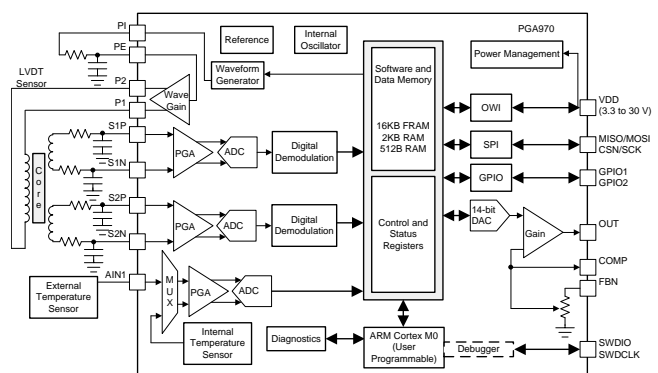 PI
PE
LVDT
Sensor
P2
P1
S1P
S1N
S2P
S2N
AIN1
Core
External
Temperature
Sensor
PGA970
Reference
Internal
Oscillator
Waveform
Generator
Wave
Gain
PGA
ADC
Digital
Demodulation
PGA
ADC
Digital
Demodulation
MUX
PGA
ADC
Internal
Temperature
Sensor
Diagnostics
Software and
Data Memory
16KB FRAM
2KB RAM
512B RAM
Control and
Status
Registers
ARM Cortex M0
(User
Programmable)
Debugger
Power Management
OWI
SPI
GPIO
14-bit
DAC
Gain
VDD
(3.3 to 30 V)
MISO/MOSI
CSN/SCK
GPIO1
GPIO2
OUT
COMP
FBN
SWDIO
SWDCLK